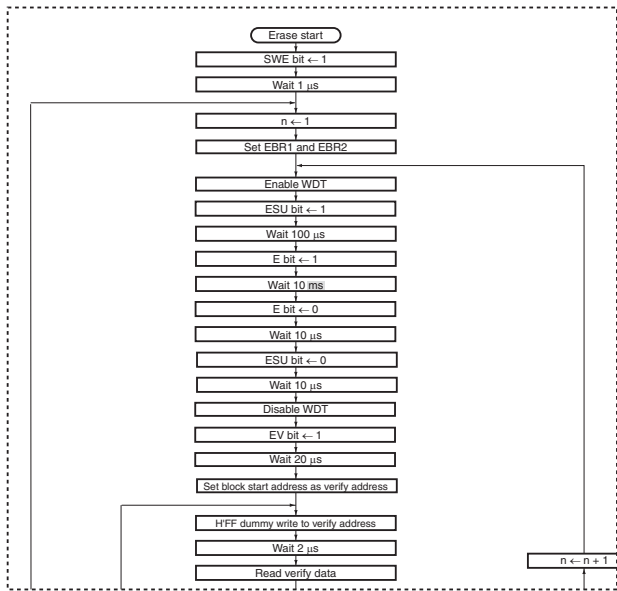 Erase start
SWE bit ← 1
Wait 1 μs
n ← 1
Set EBR1 and EBR2
Enable WDT
ESU bit ← 1
Wait 100 μs
E bit ← 1
Wait 10 ms
E bit ← 0
Wait 10 μs
ESU bit ← 0
Wait 10 μs
Disable WDT
EV bit ← 1
Wait 20 μs
Set block start address as verify address
H'FF dummy write to verify address
Wait 2 μs
n ← n + 1
Read verify data